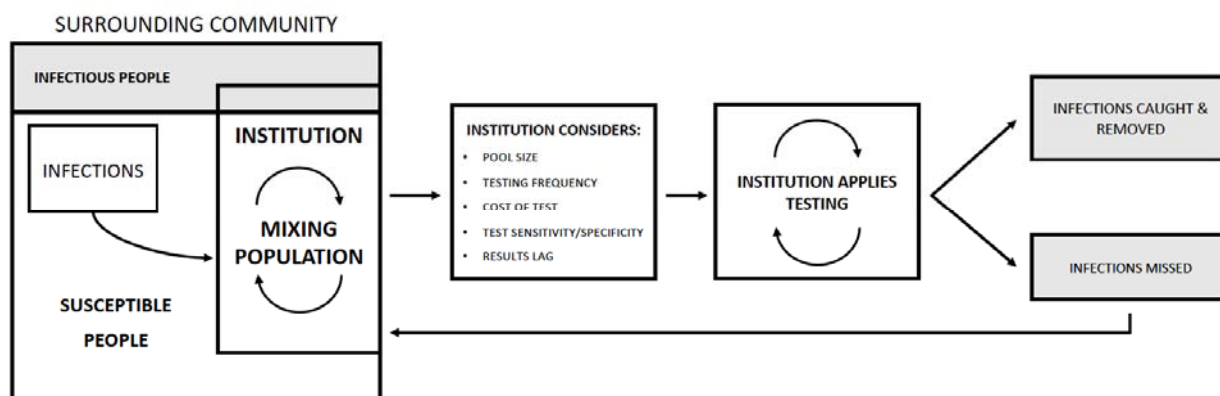 SURROUNDING COMMUNITY
INFECTIOUS PEOPLE
INFECTIONS
INSTITUTION
MIXING
POPULATION
SUSCEPTIBLE
PEOPLE
INSTITUTION CONSIDERS:
• POOL SIZE
• TESTING FREQUENCY
• COST OF TEST
• TEST SENSITIVITY/SPECIFICITY
• RESULTS LAG
INSTITUTION APPLIES
TESTING
INFECTIONS CAUGHT &
REMOVED
INFECTIONS MISSED